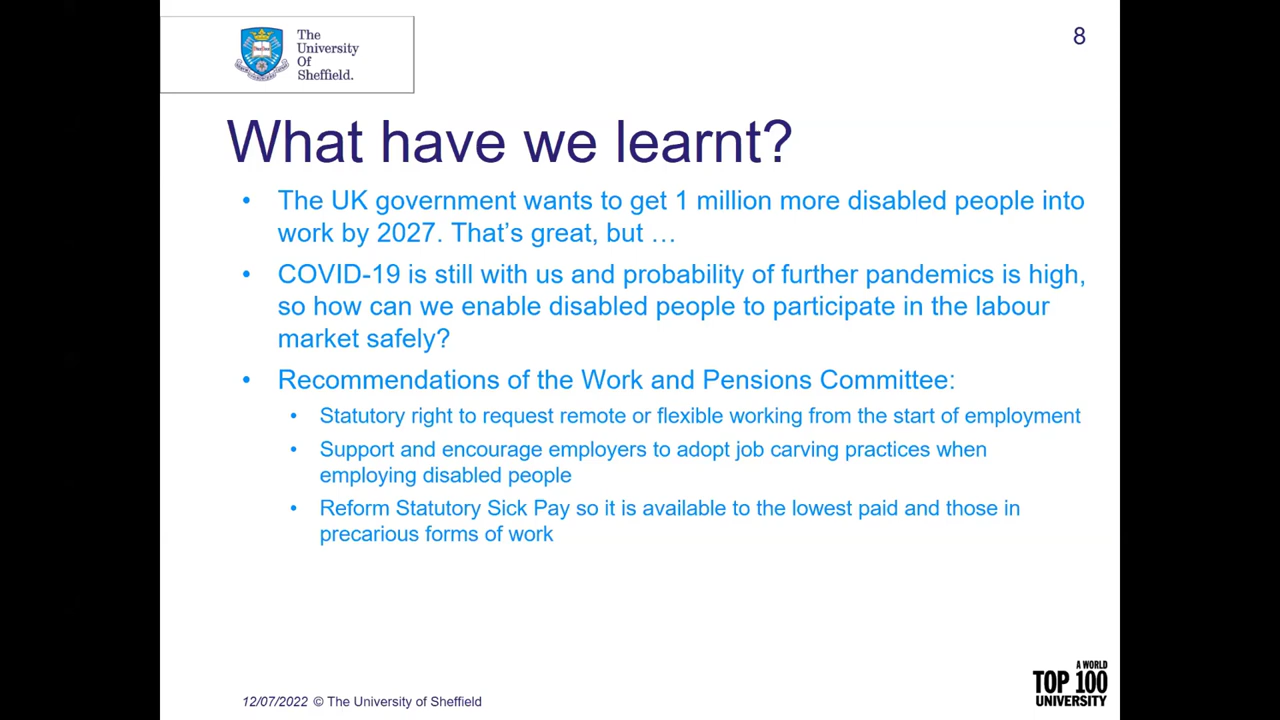 The
University
Of
Sheffield.
8
What have we learnt?
• The UK government wants to get 1 million more disabled people into
work by 2027. That’s great, but …
• COVID-19 is still with us and probability of further pandemics is high,
so how can we enable disabled people to participate in the labour
market safely?
• Recommendations of the Work and Pensions Committee:
• Statutory right to request remote or flexible working from the start of employment
• Support and encourage employers to adopt job carving practices when
employing disabled people
• Reform Statutory Sick Pay so it is available to the lowest paid and those in
precarious forms of work
12/07/2022 © The University of Sheffield
A WORLD
TOP 100
UNIVERSITY